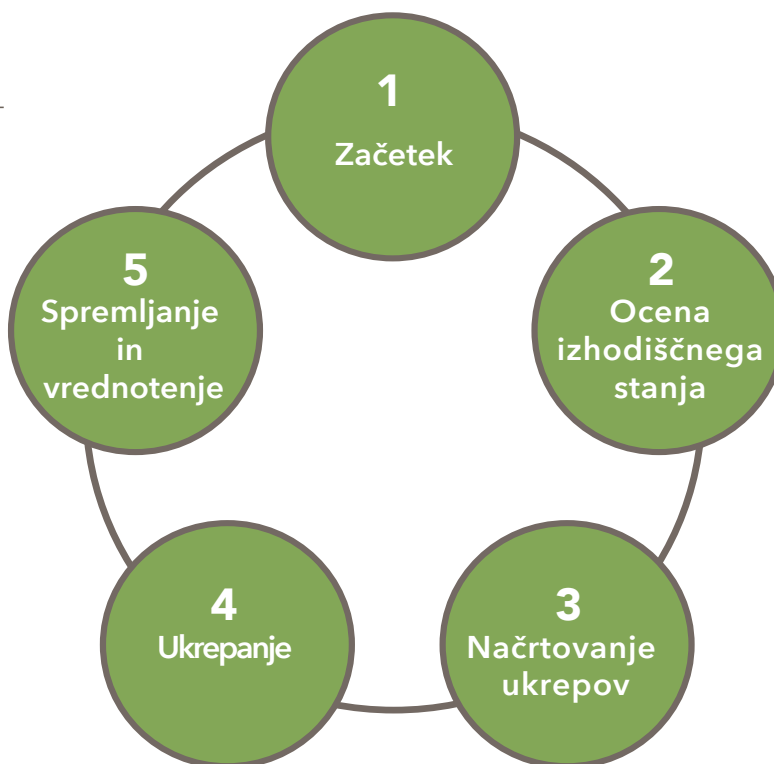 1
Začetek
2
Ocena
izhodiščnega
stanja
3
Načrtovanje
ukrepov
4
Ukrepanje
5
Spremljanje
in
vrednotenje